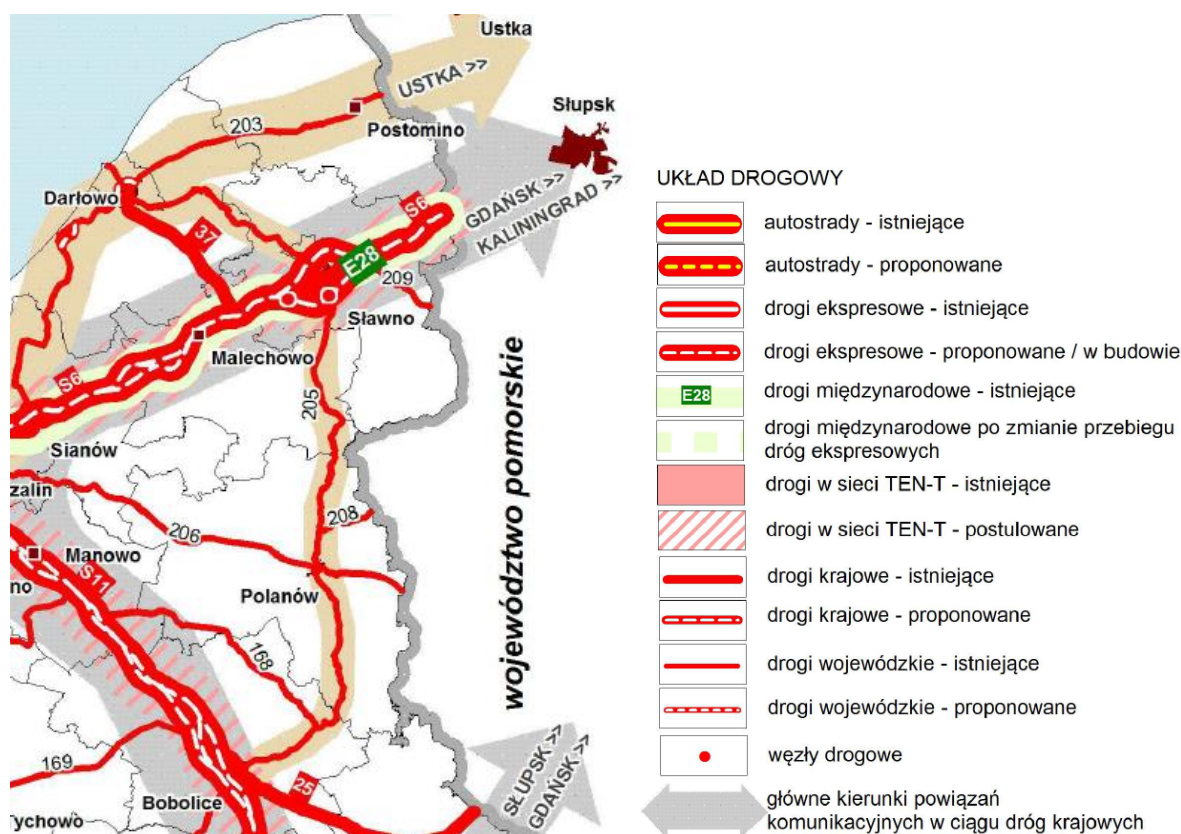 Ustka
USTKA >>
Słupsk
203
Postomino
Darłowo
S6
GDAŃSK >>
KALININGRAD >>
37
E28
209
Sławno
Malechowo
S6
205
Sianów
zalin
206
208
Manowo
no
S11
Polanów
168
województwo pomorskie
169
25
SŁUPSK >>
GDAŃSK >>
Bobolice
ychowo
UKŁAD DROGOWY
autostrady - istniejące
autostrady - proponowane
drogi ekspresowe - istniejące
drogi ekspresowe - proponowane / w budowie
E28
drogi międzynarodowe - istniejące
drogi międzynarodowe po zmianie przebiegu
dróg ekspresowych
drogi w sieci TEN-T - istniejące
drogi w sieci TEN-T - postulowane
drogi krajowe - istniejące
drogi krajowe - proponowane
drogi wojewódzkie - istniejące
drogi wojewódzkie - proponowane
węzły drogowe
główne kierunki powiązań
komunikacyjnych w ciągu dróg krajowych